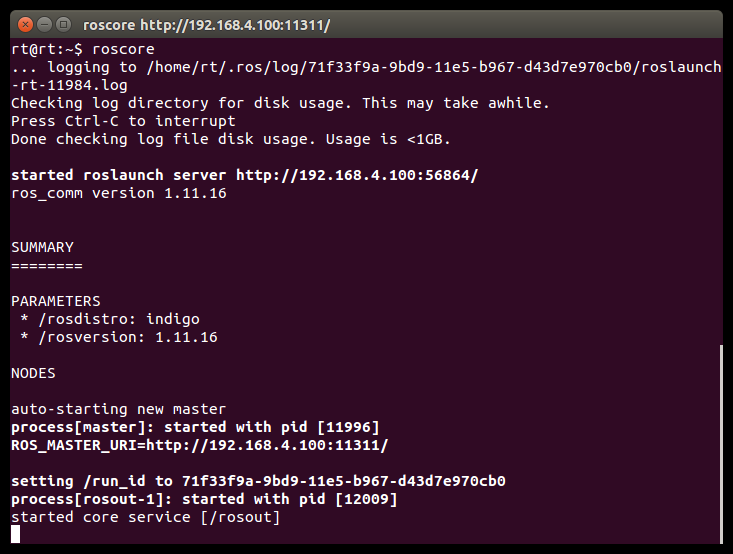 roscore http://192.168.4.100:11311/
rt@rt:~$ roscore
... logging to /home/rt/.ros/log/71f33f9a-9bd9-11e5-b967-d43d7e970cb0/roslaunch
-rt-11984.log
Checking log directory for disk usage. This may take awhile.
Press Ctrl-C to interrupt
Done checking log file disk usage. Usage is <1GB.
started roslaunch server http://192.168.4.100:56864/
ros_comm version 1.11.16
SUMMARY
========
PARAMETERS
 * /rosdistro: indigo
 * /rosversion: 1.11.16
NODES
auto-starting new master
process[master]: started with pid [11996]
ROS_MASTER_URI=http://192.168.4.100:11311/
setting /run_id to 71f33f9a-9bd9-11e5-b967-d43d7e970cb0
process[rosout-1]: started with pid [12009]
started core service [/rosout]